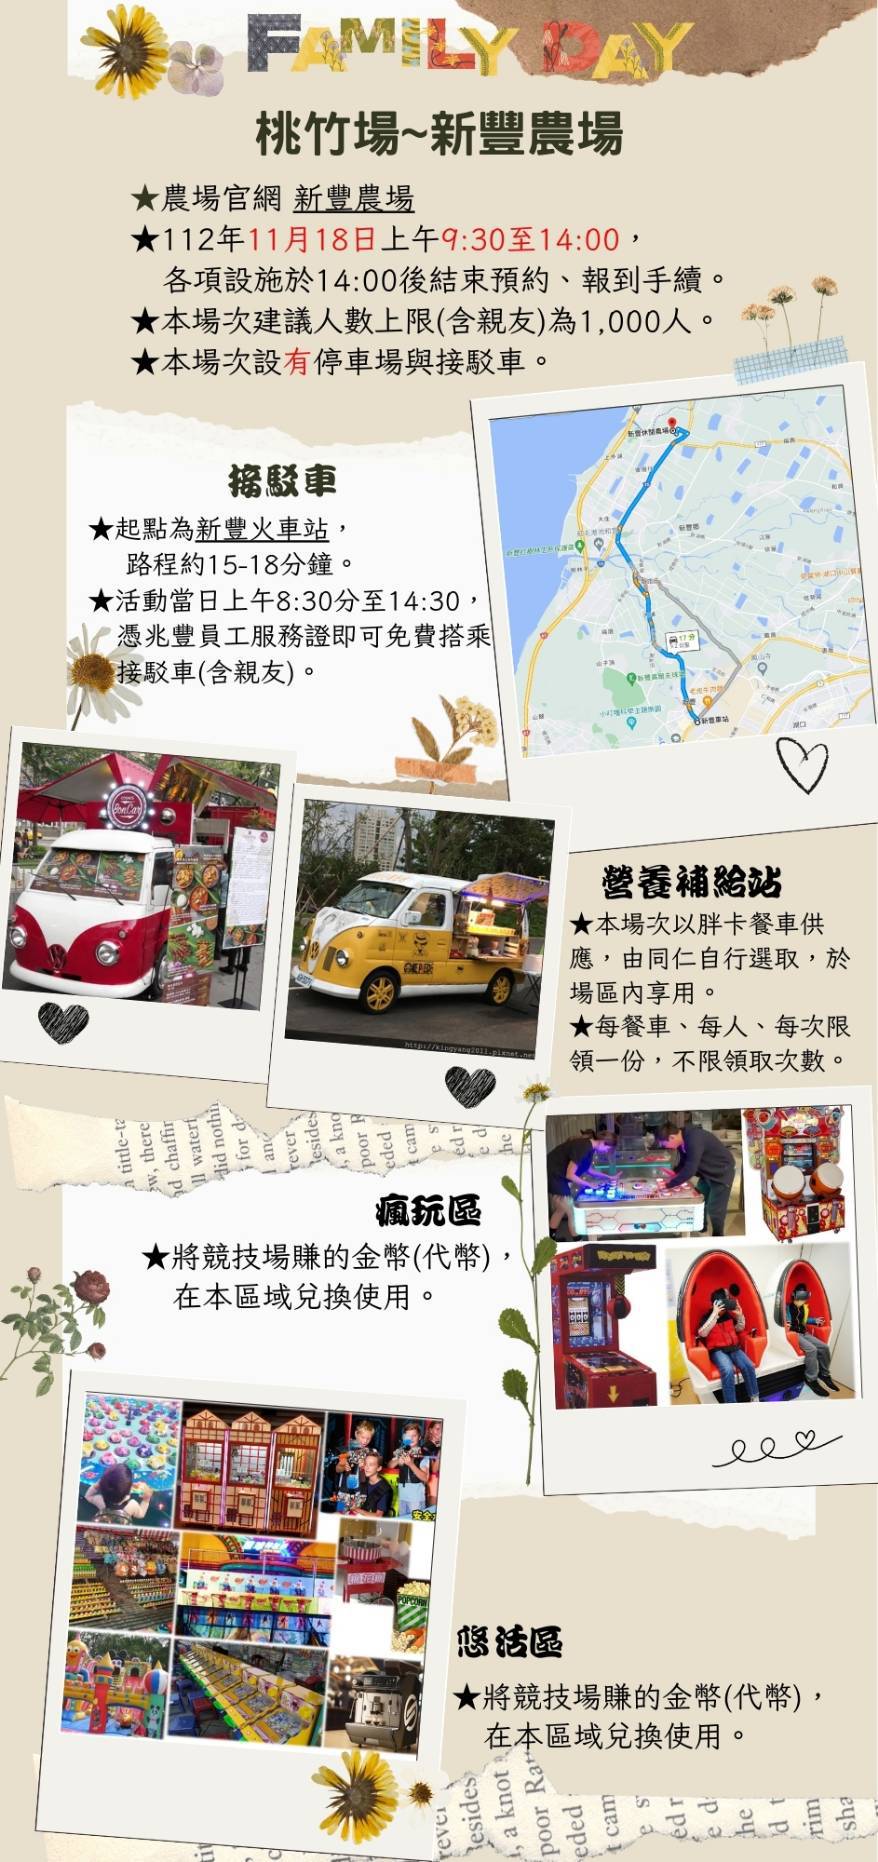 FAMILY DAY
桃竹場~新豐農場
★農場官網 新豐農場
★112年11月18日上午9:30至14:00，
各項設施於14:00後結束預約、報到手續。
★本場次建議人數上限(含親友)為1,000人。
★本場次設有停車場與接駁車。
新豐休閒農場
17 分
新豐車站
湖口
接駁車
★起點為新豐火車站，
路程約15-18分鐘。
★活動當日上午8:30分至14:30，
憑兆豐員工服務證即可免費搭乘
接駁車(含親友)。
http://kingyang2011.pixnet.net
營養補給站
★本場次以胖卡餐車供
應，由同仁自行選取，於
場區內享用。
★每餐車、每人、每次限
領一份，不限領取次數。
瘋玩區
★將競技場賺的金幣(代幣)，
在本區域兌換使用。
POPCORN
悠活區
★將競技場賺的金幣(代幣)，
在本區域兌換使用。